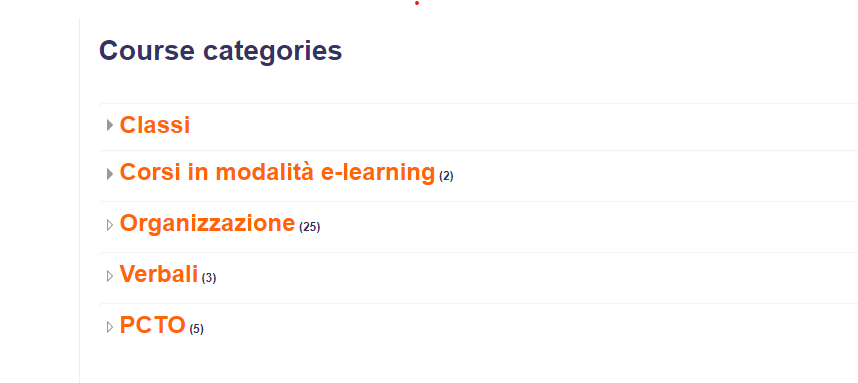 Course categories
Classi
Corsi in modalità e-learning (2)
Organizzazione (25)
Verbali (3)
PCTO (5)